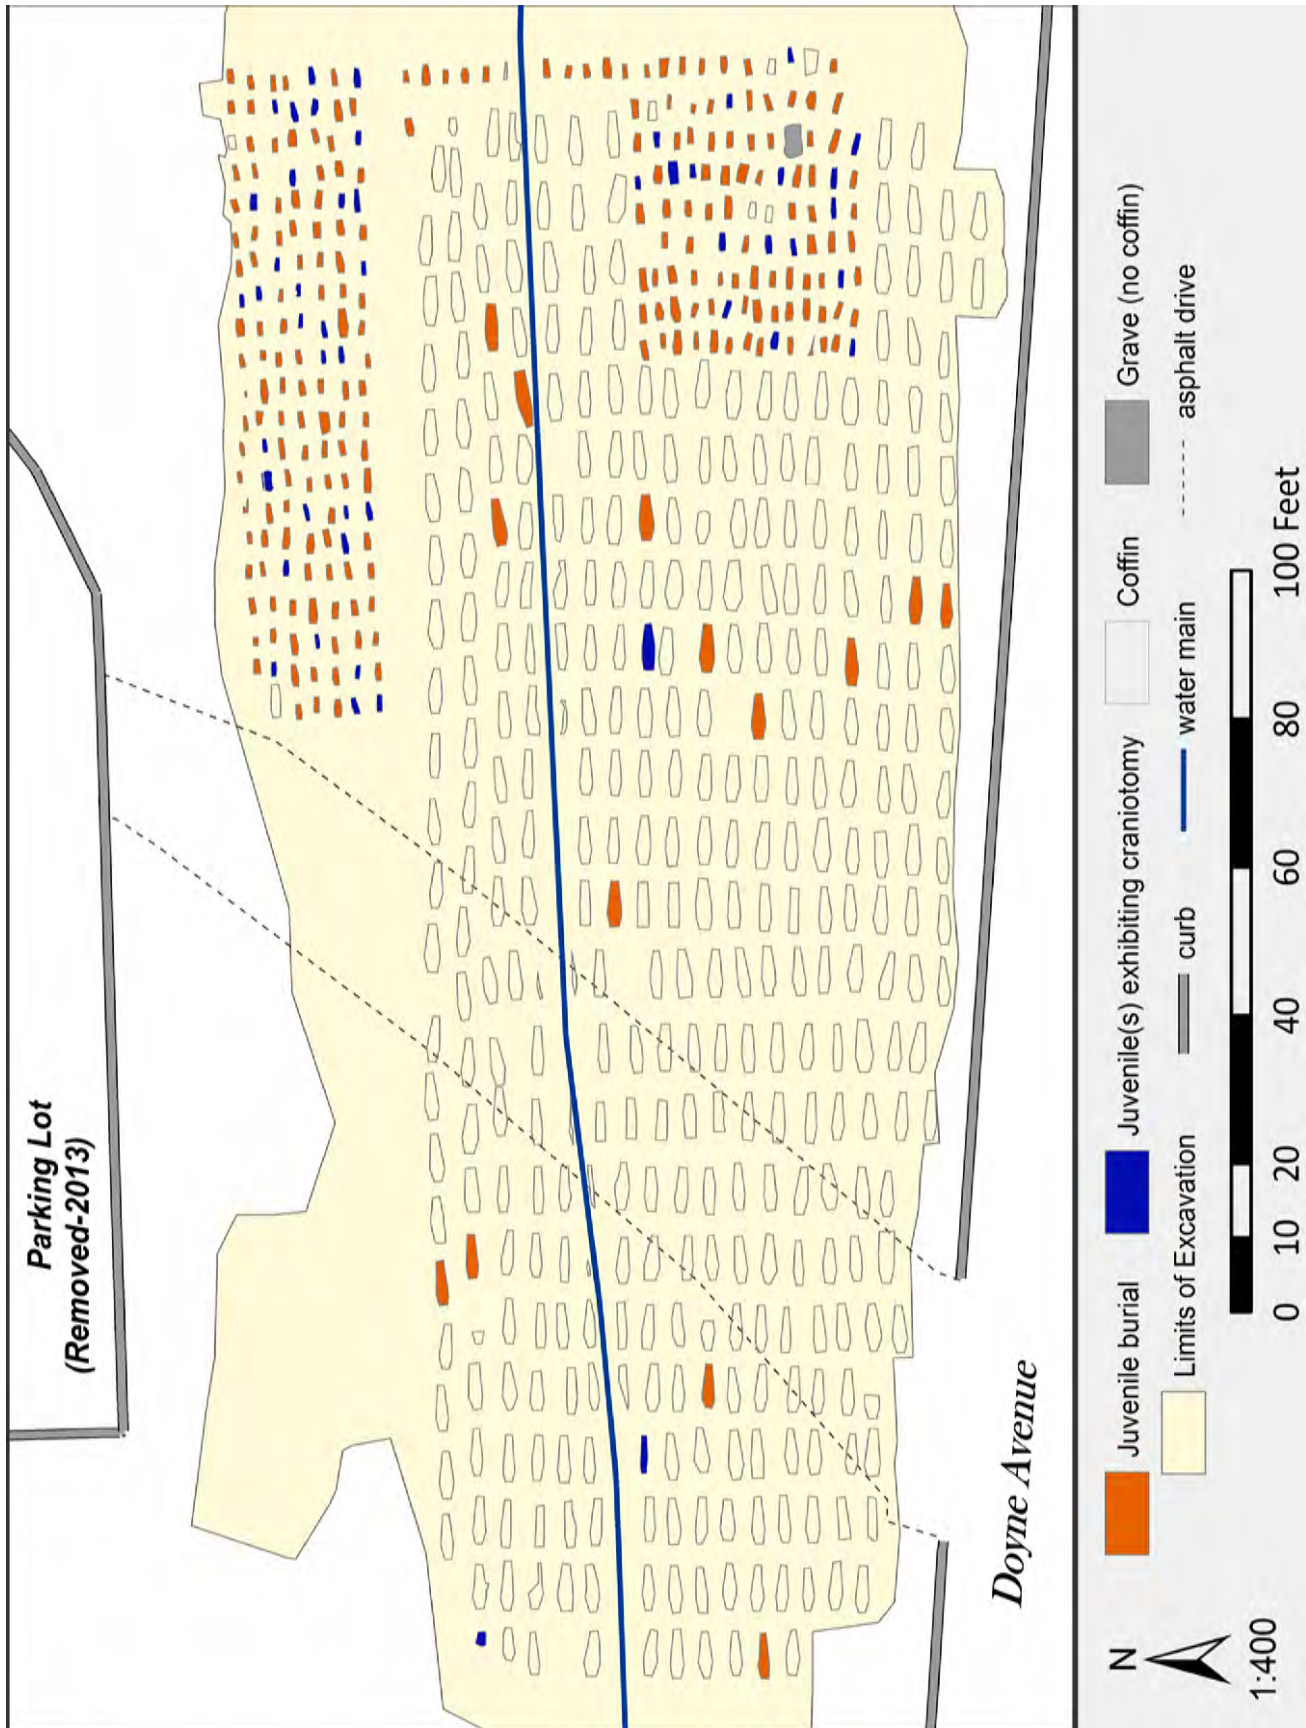 Parking Lot
(Removed-2013)
Doyne Avenue
N
1:400
Juvenile burial
Juvenile(s) exhibiting craniotomy
Coffin
Grave (no coffin)
Limits of Excavation
curb
water main
asphalt drive
0 10 20 40 60 80 100 Feet